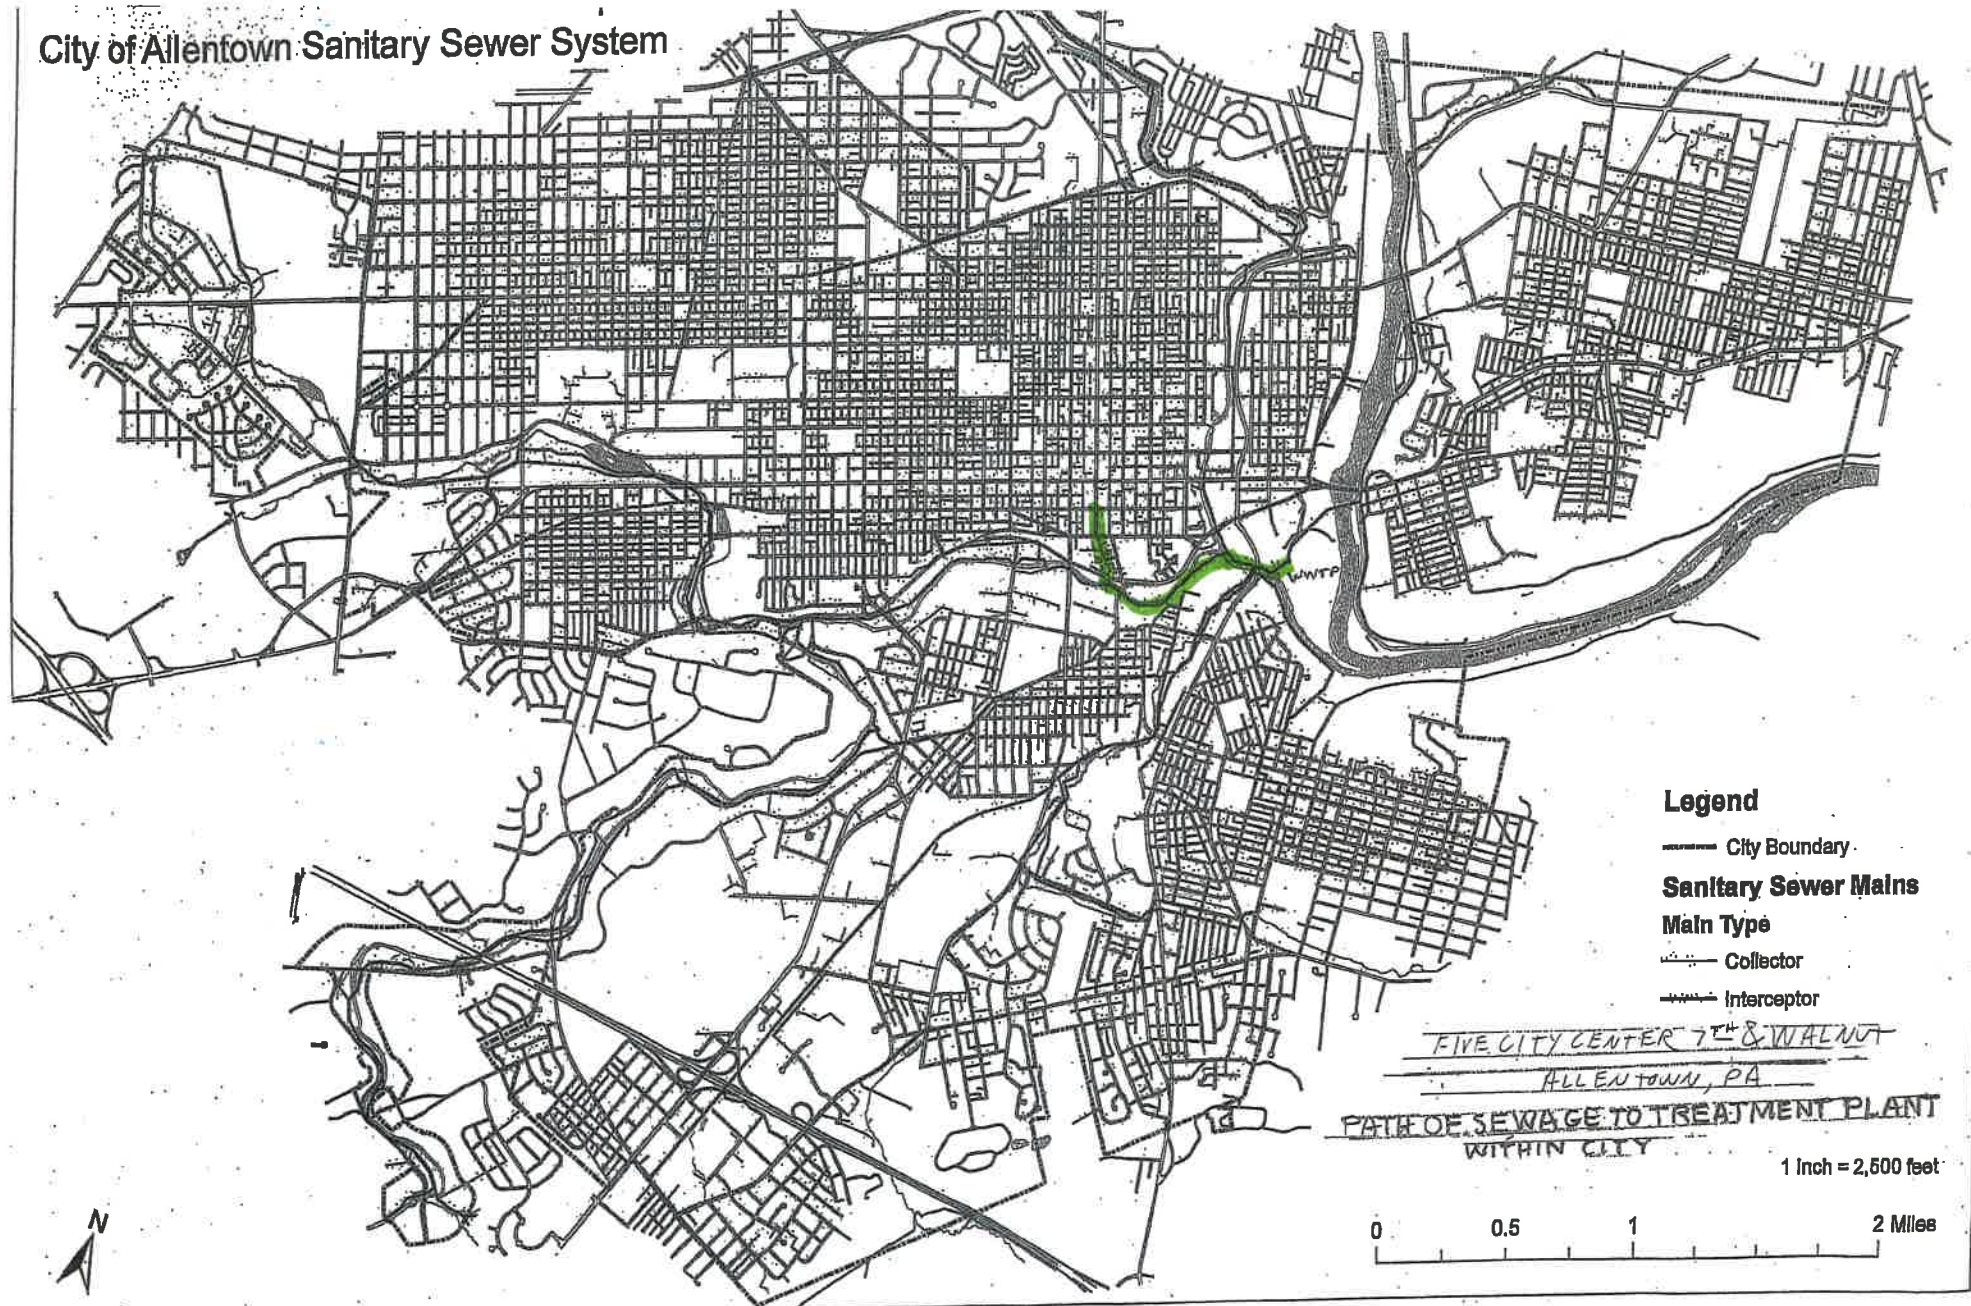 City of Allentown Sanitary Sewer System
WWTP
Legend
City Boundary
Sanitary Sewer Mains
Main Type
Collector
Interceptor
FIVE CITY CENTER 7TH & WALNUT
ALLENTOWN, PA
PATH OF SEWAGE TO TREATMENT PLANT
WITHIN CITY
1 inch = 2,500 feet
N
0 0.5 1 2 Miles